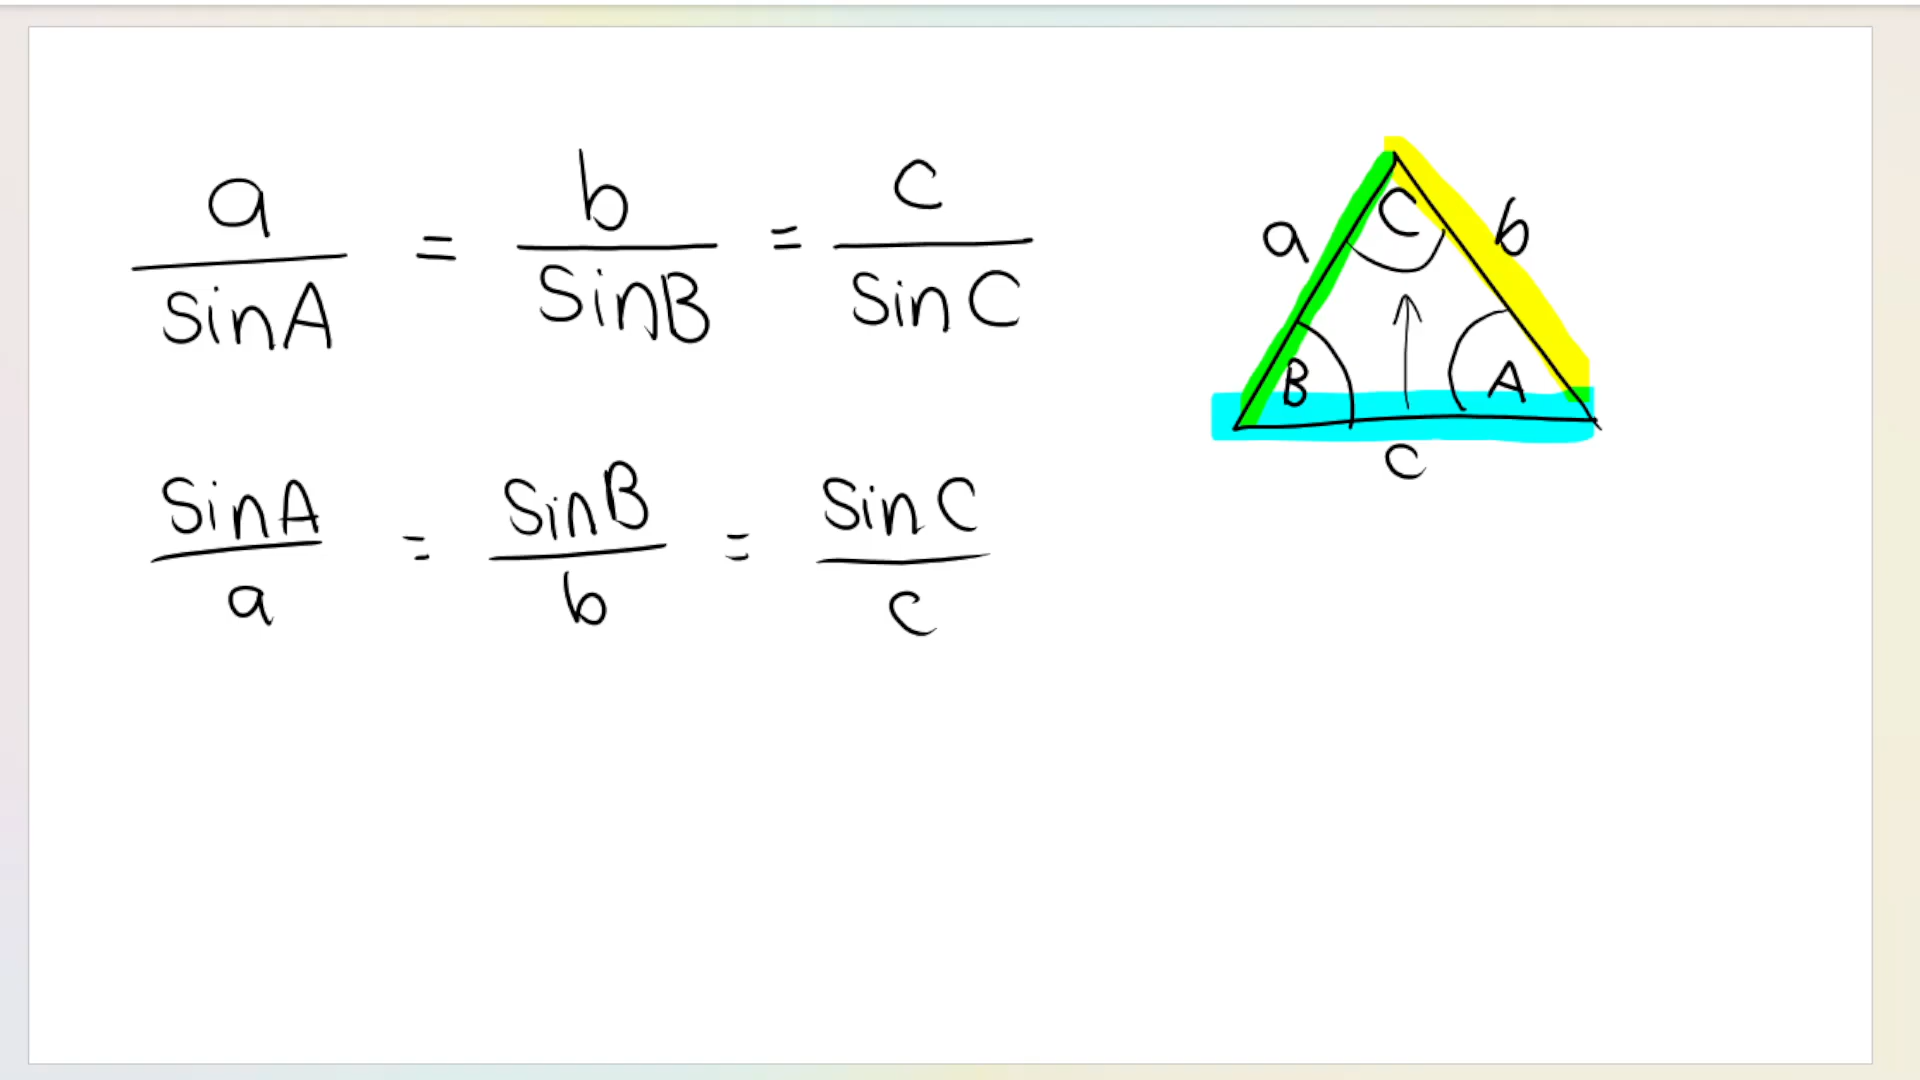 a/sinA = b/sinB = c/sinC
sinA/a = sinB/b = sinC/c
C
a
b
B
A
c